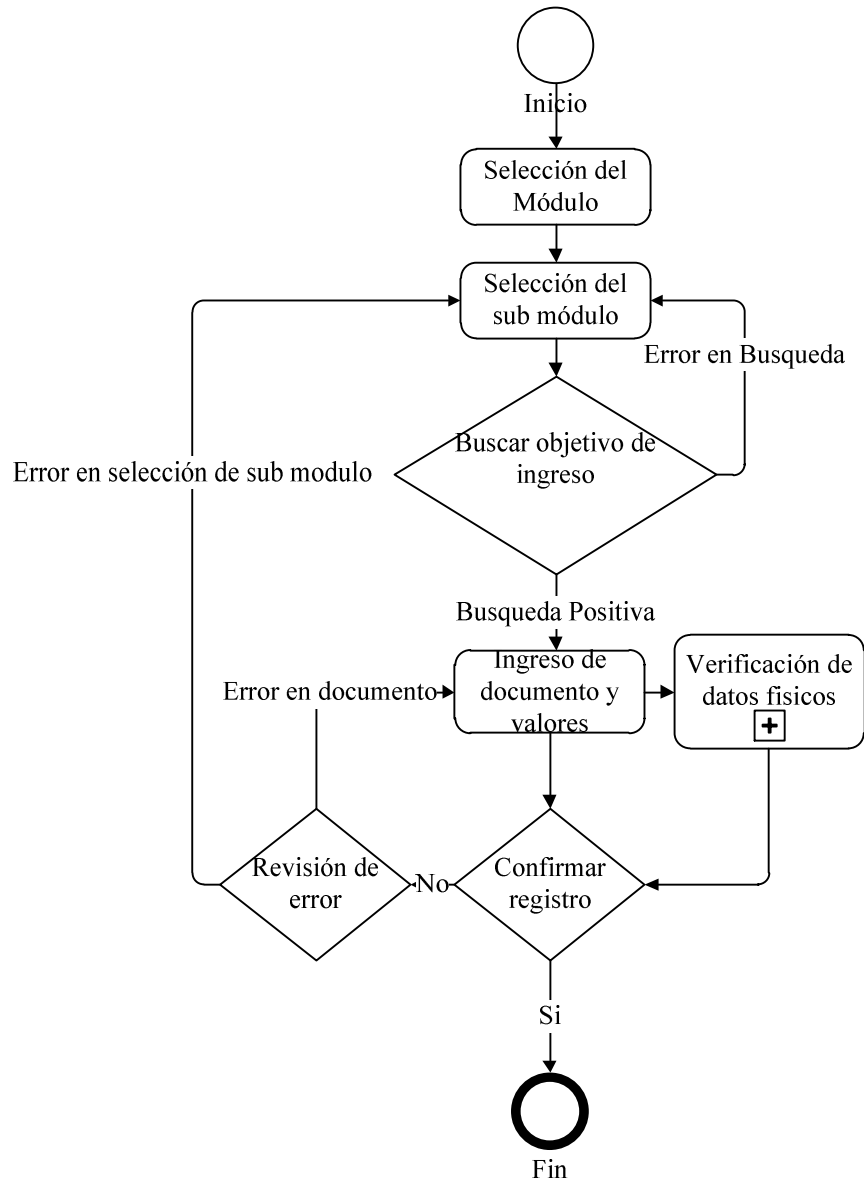 Inicio
Selección del
Módulo
Selección del
sub módulo
Error en Busqueda
Buscar objetivo de
ingreso
Error en selección de sub modulo
Busqueda Positiva
Ingreso de
documento y
valores
Verificación de
datos fisicos
Error en documento
Revisión de
error
No
Confirmar
registro
Si
Fin